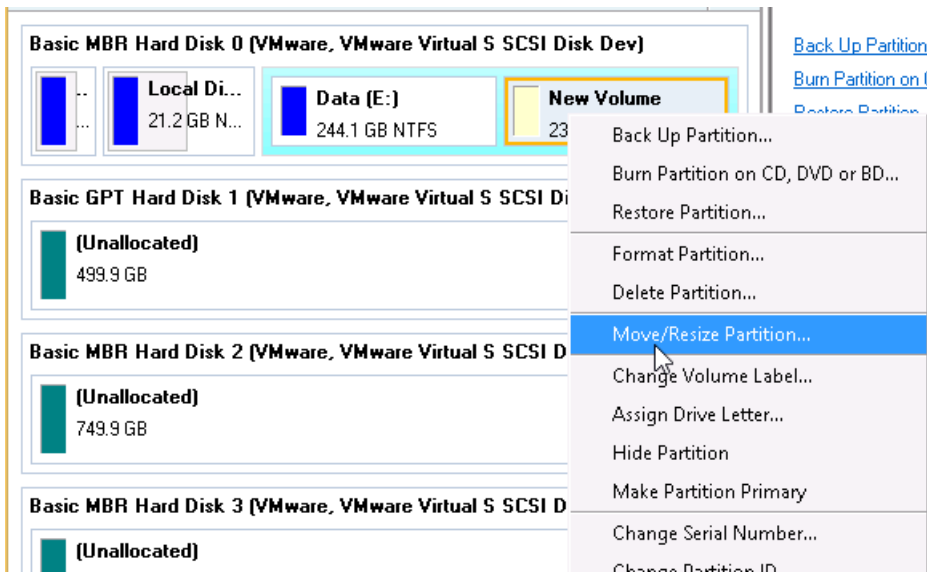 Basic MBR Hard Disk 0 (VMware, VMware Virtual S SCSI Disk Dev)
..
...
Local Di...
21.2 GB N...
Data (E:)
244.1 GB NTFS
New Volume
23
Basic GPT Hard Disk 1 (VMware, VMware Virtual S SCSI Di
(Unallocated)
499.9 GB
Basic MBR Hard Disk 2 (VMware, VMware Virtual S SCSI D
(Unallocated)
749.9 GB
Basic MBR Hard Disk 3 (VMware, VMware Virtual S SCSI D
(Unallocated)
Back Up Partition
Burn Partition on
Restore Partition
Back Up Partition...
Burn Partition on CD, DVD or BD...
Restore Partition...
Format Partition...
Delete Partition...
Move/Resize Partition...
Change Volume Label...
Assign Drive Letter...
Hide Partition
Make Partition Primary
Change Serial Number...
Change Partition ID